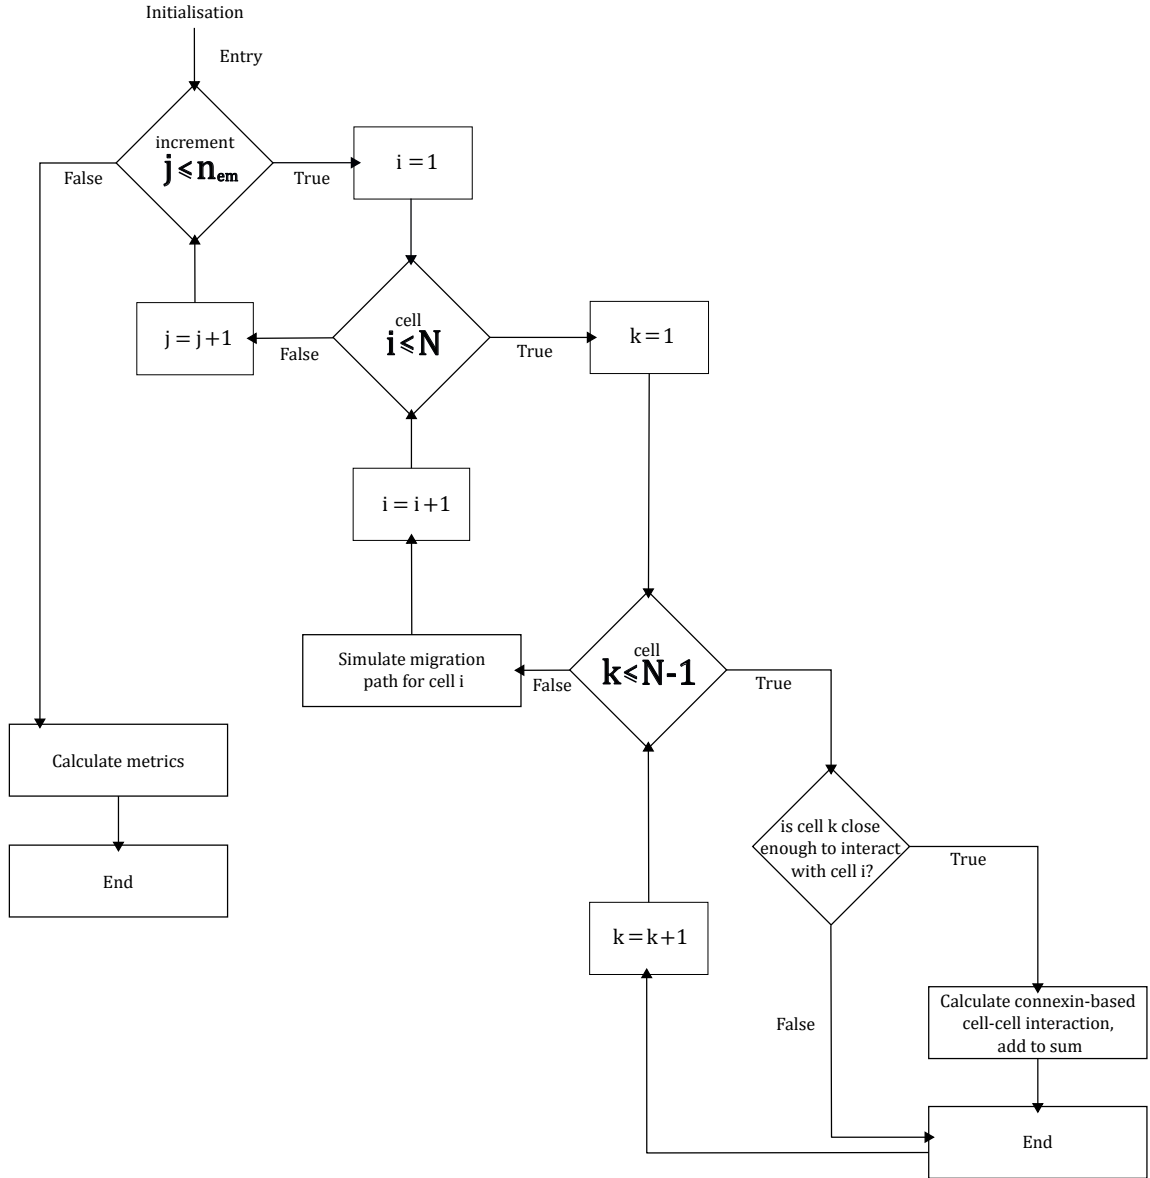 Initialisation
Entry
increment
j⩽n_em
False
True
i = 1
j = j+1
False
cell
i⩽N
True
k = 1
i = i+1
Simulate migration
path for cell i
False
cell
k⩽N-1
True
Calculate metrics
End
is cell k close
enough to interact
with cell i?
True
k = k+1
False
Calculate connexin-based
cell-cell interaction,
add to sum
End